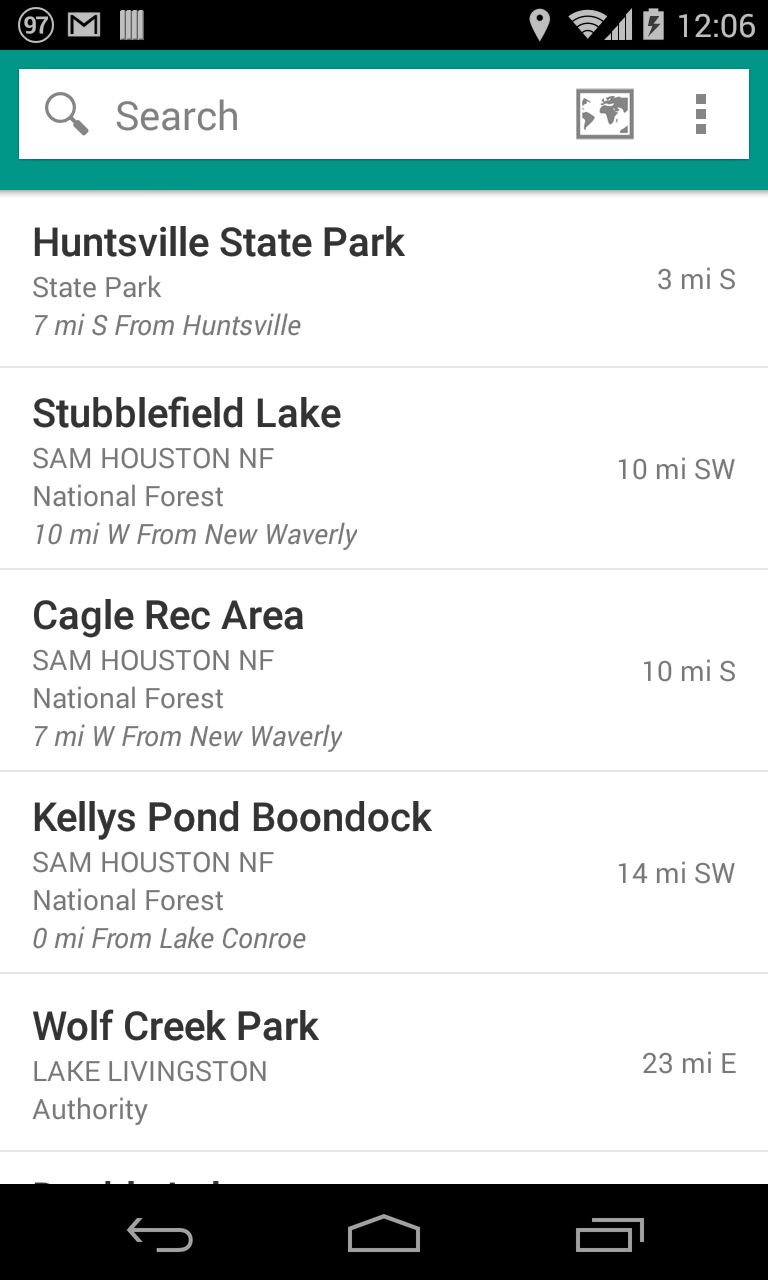 97 12:06
Search
Huntsville State Park
State Park
3 mi S
7 mi S From Huntsville
Stubblefield Lake
SAM HOUSTON NF
10 mi SW
National Forest
10 mi W From New Waverly
Cagle Rec Area
SAM HOUSTON NF
10 mi S
National Forest
7 mi W From New Waverly
Kellys Pond Boondock
SAM HOUSTON NF
14 mi SW
National Forest
0 mi From Lake Conroe
Wolf Creek Park
LAKE LIVINGSTON
23 mi E
Authority